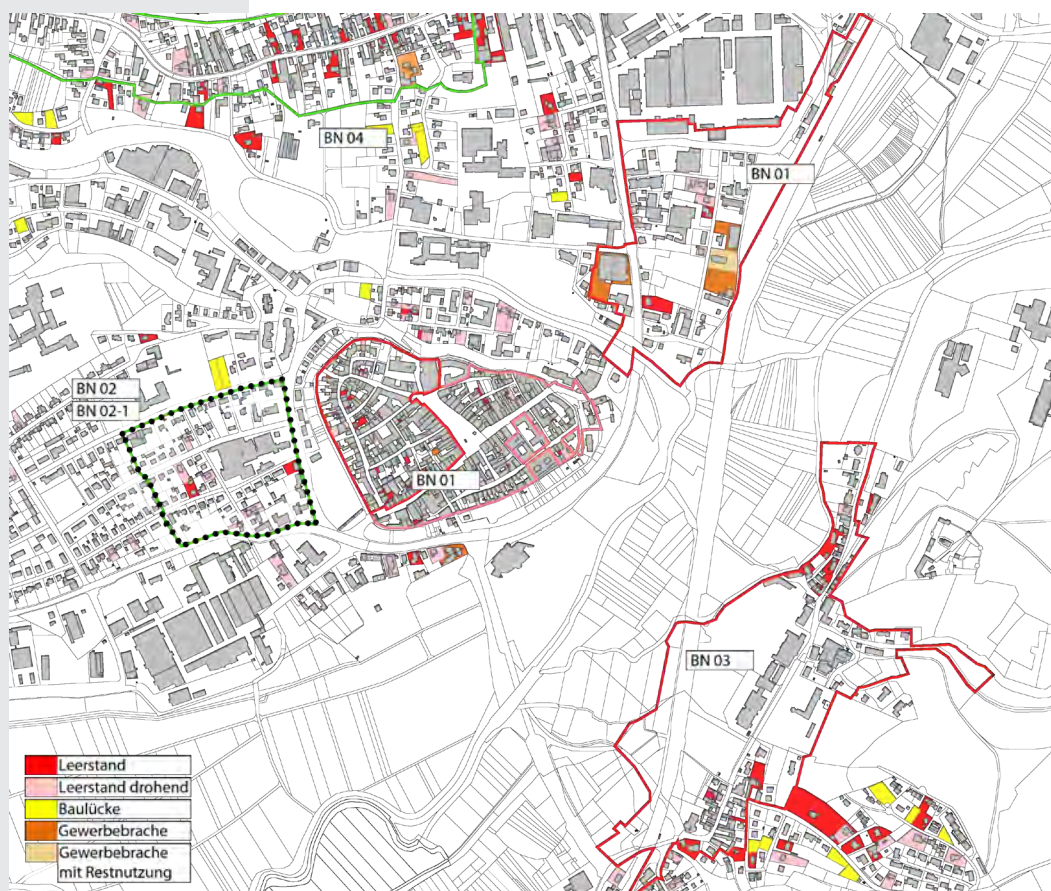 BN 04
BN 01
BN 02
BN 02-1
BN 01
BN 03
Leerstand
Leerstand drohend
Baulücke
Gewerbebrache
Gewerbebrache
mit Restnutzung